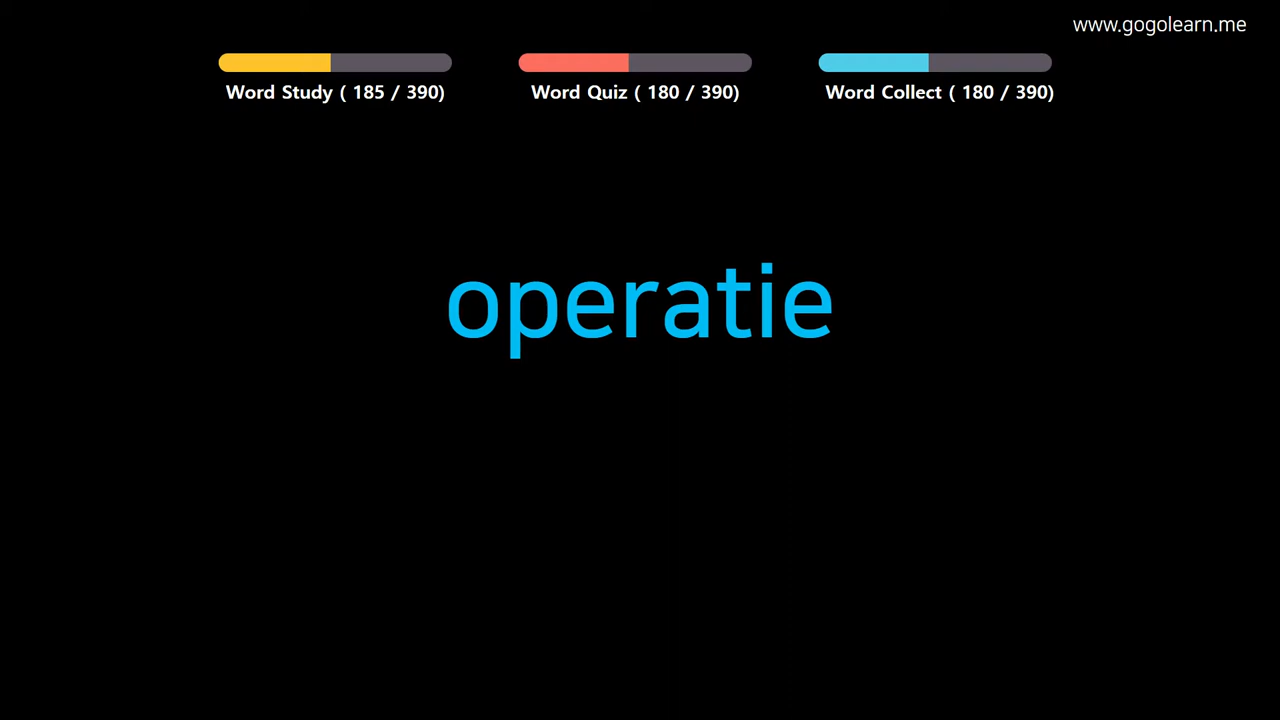 www.gogolearn.me
Word Study ( 185 / 390)
Word Quiz ( 180 / 390)
Word Collect ( 180 / 390)
operatie